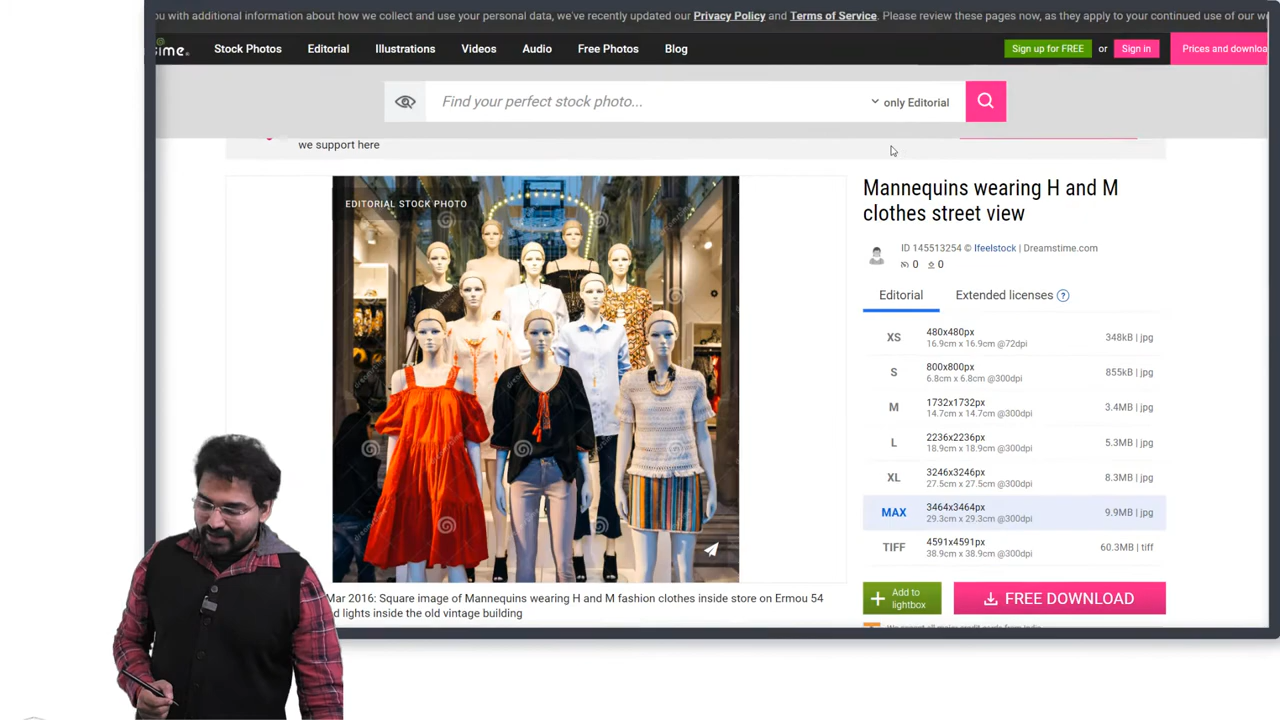 you with additional information about how we collect and use your personal data, we've recently updated our Privacy Policy and Terms of Service. Please review these pages now, as they apply to your continued use of our
Stock Photos Editorial Illustrations Videos Audio Free Photos Blog Sign up for FREE or Sign in Prices and downloa
Find your perfect stock photo... only Editorial
we support here
EDITORIAL STOCK PHOTO
Mannequins wearing H and M
clothes street view
ID 145513254 © Ifeelstock | Dreamstime.com
0 0
Editorial Extended licenses ?
XS 480x480px 348kB | jpg
16.9cm x 16.9cm @72dpi
S 800x800px 855kB | jpg
6.8cm x 6.8cm @300dpi
M 1732x1732px 3.4MB | jpg
14.7cm x 14.7cm @300dpi
L 2236x2236px 5.3MB | jpg
18.9cm x 18.9cm @300dpi
XL 3246x3246px 8.3MB | jpg
27.5cm x 27.5cm @300dpi
MAX 3464x3464px 9.9MB | jpg
29.3cm x 29.3cm @300dpi
TIFF 4591x4591px 60.3MB | tiff
38.9cm x 38.9cm @300dpi
Add to
lightbox
FREE DOWNLOAD
Mar 2016: Square image of Mannequins wearing H and M fashion clothes inside store on Ermou 54
lights inside the old vintage building